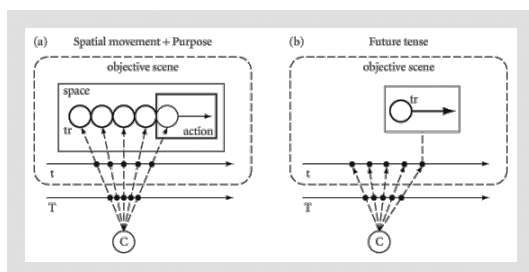 (a) Spatial movement + Purpose
objective scene
space
tr
action
t
T
C
(b) Future tense
objective scene
tr
t
T
C